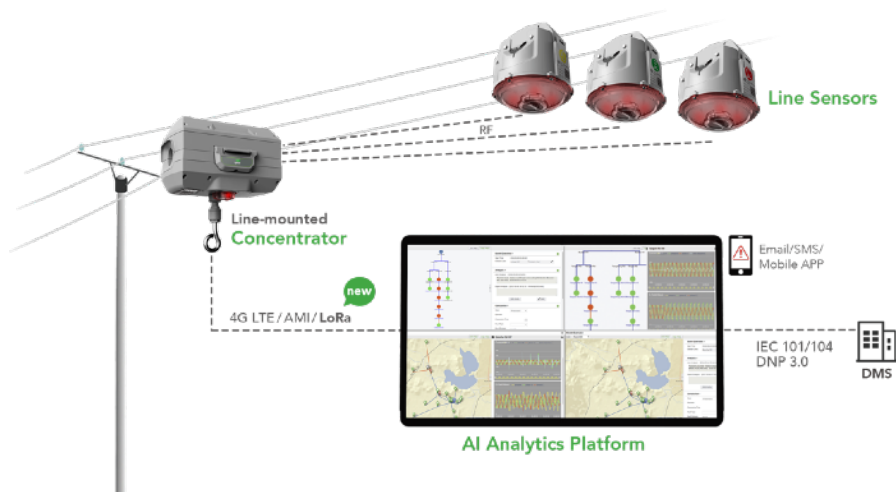 Line Sensors
RF
Line-mounted
Concentrator
new
4G LTE / AMI / LoRa
Email/SMS/
Mobile APP
IEC 101/104
DNP 3.0
DMS
AI Analytics Platform